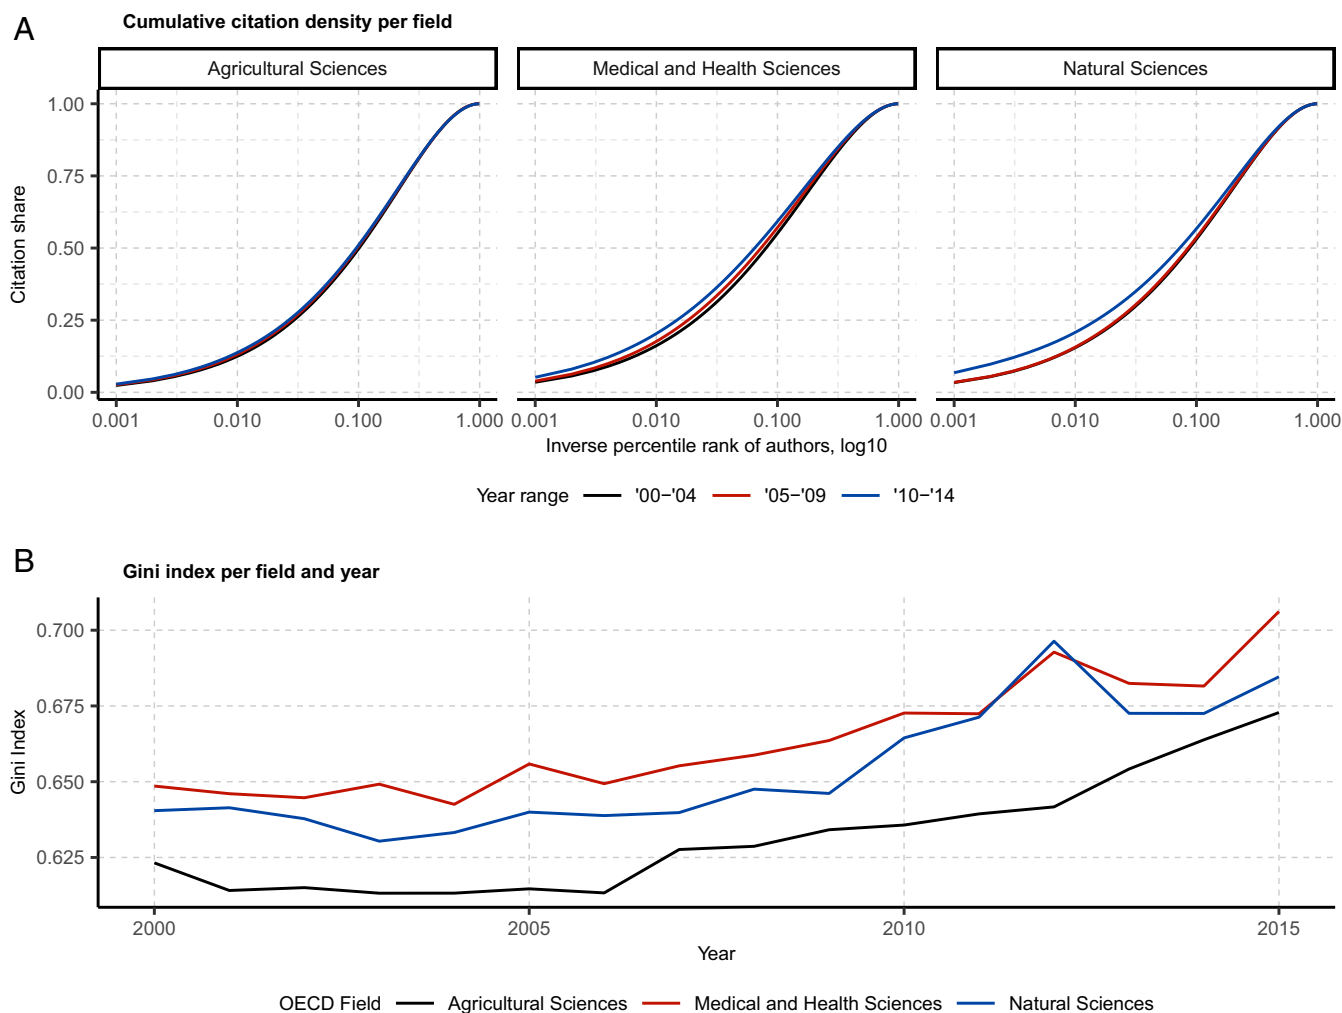 A
Cumulative citation density per field
Agricultural Sciences
Medical and Health Sciences
Natural Sciences
Citation share
1.00
0.75
0.50
0.25
0.00
0.001 0.010 0.100 1.000
0.001 0.010 0.100 1.000
0.001 0.010 0.100 1.000
Inverse percentile rank of authors, log10
Year range '00−'04 '05−'09 '10−'14
B
Gini index per field and year
Gini Index
0.700
0.675
0.650
0.625
2000 2005 2010 2015
Year
OECD Field Agricultural Sciences Medical and Health Sciences Natural Sciences